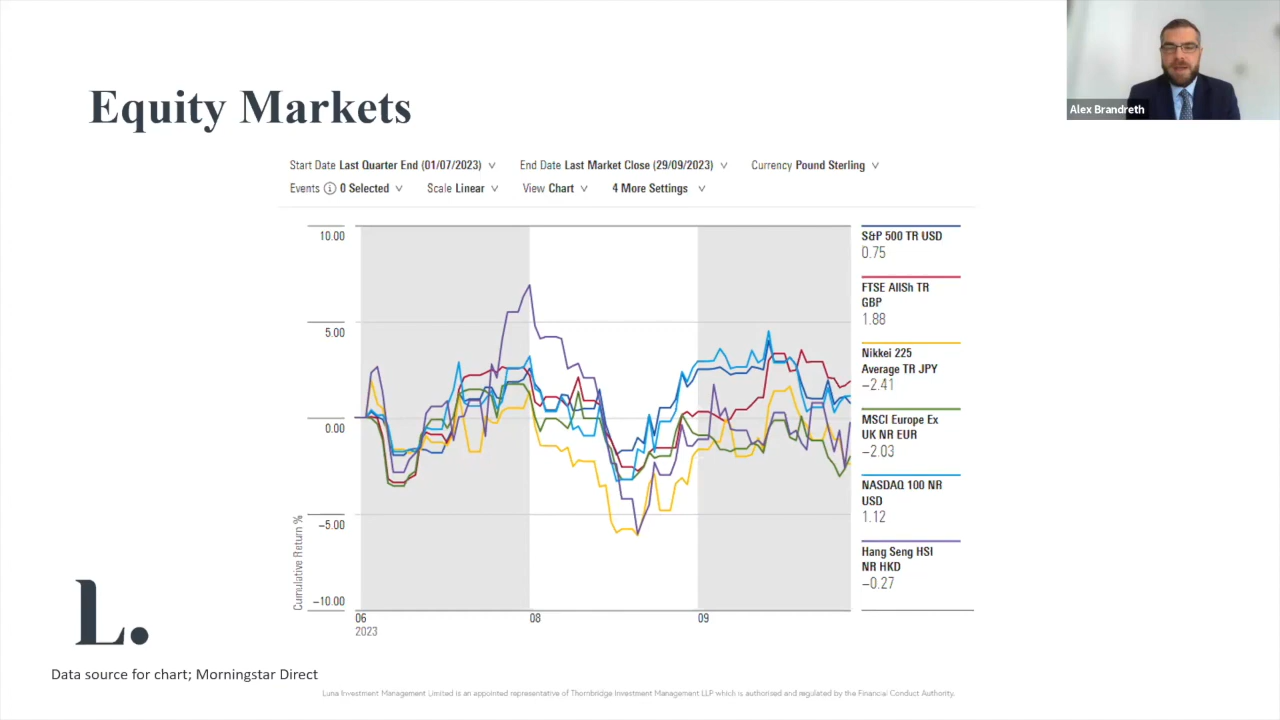 Alex Brandreth
Equity Markets
Start Date Last Quarter End (01/07/2023)
End Date Last Market Close (29/09/2023)
Currency Pound Sterling
Events i 0 Selected
Scale Linear
View Chart
4 More Settings
10.00
5.00
0.00
−5.00
−10.00
Cumulative Return %
06
2023
08
09
S&P 500 TR USD
0.75
FTSE AllSh TR
GBP
1.88
Nikkei 225
Average TR JPY
−2.41
MSCI Europe Ex
UK NR EUR
−2.03
NASDAQ 100 NR
USD
1.12
Hang Seng HSI
NR HKD
−0.27
L.
Data source for chart; Morningstar Direct
Luna Investment Management Limited is an appointed representative of Thornbridge Investment Management LLP which is authorised and regulated by the Financial Conduct Authority.